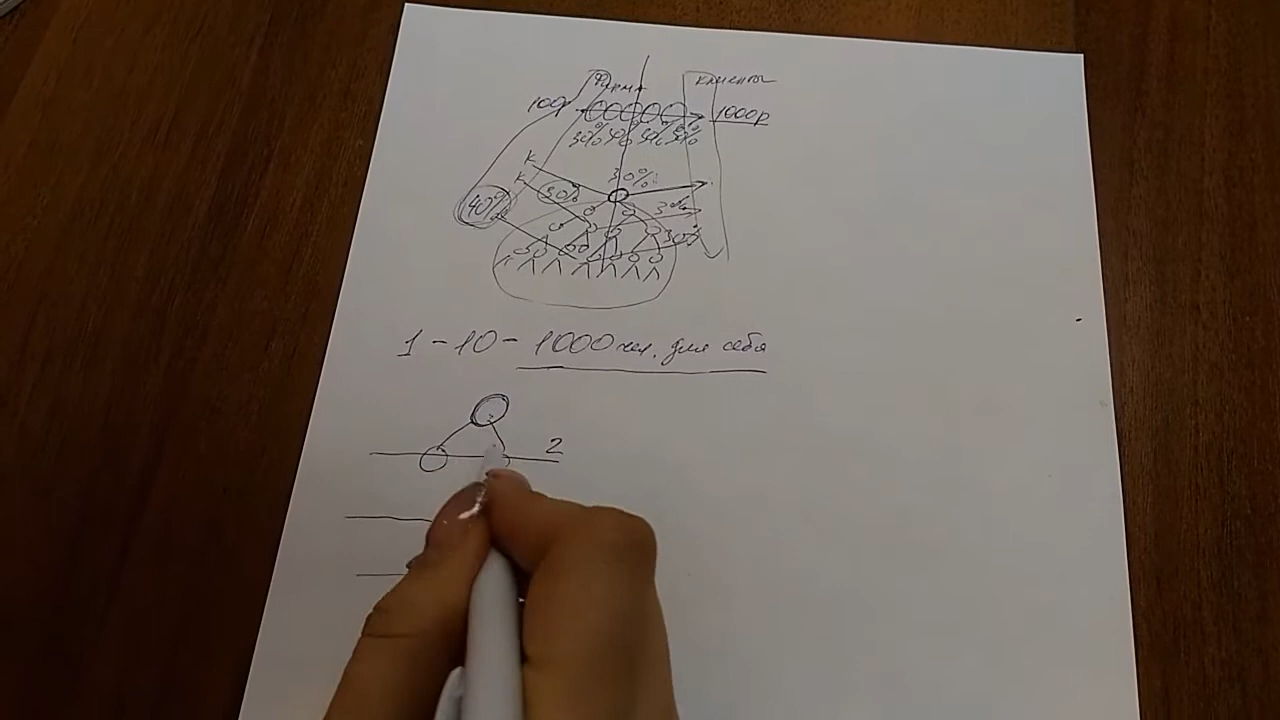 Фирма клиенты
100р 1000р
30% 30% 30% 30%
к 30%
к 30% 30%
40% 30%
1 - 10 - 1000 чел. для себя
2